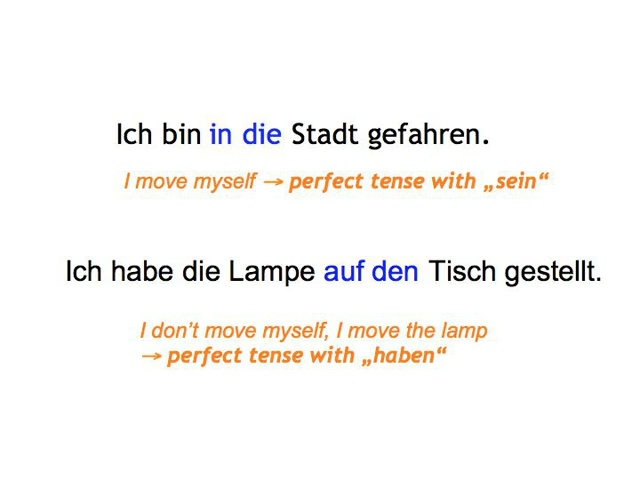 Ich bin in die Stadt gefahren.
I move myself → perfect tense with „sein“
Ich habe die Lampe auf den Tisch gestellt.
I don’t move myself, I move the lamp
→ perfect tense with „haben“